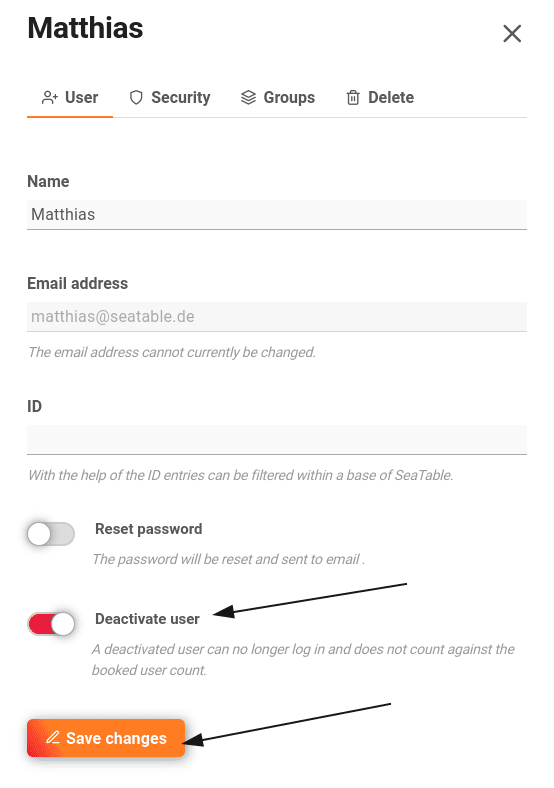 Matthias
User Security Groups Delete
Name
Matthias
Email address
matthias@seatable.de
The email address cannot currently be changed.
ID
With the help of the ID entries can be filtered within a base of SeaTable.
Reset password
The password will be reset and sent to email .
Deactivate user
A deactivated user can no longer log in and does not count against the
booked user count.
Save changes